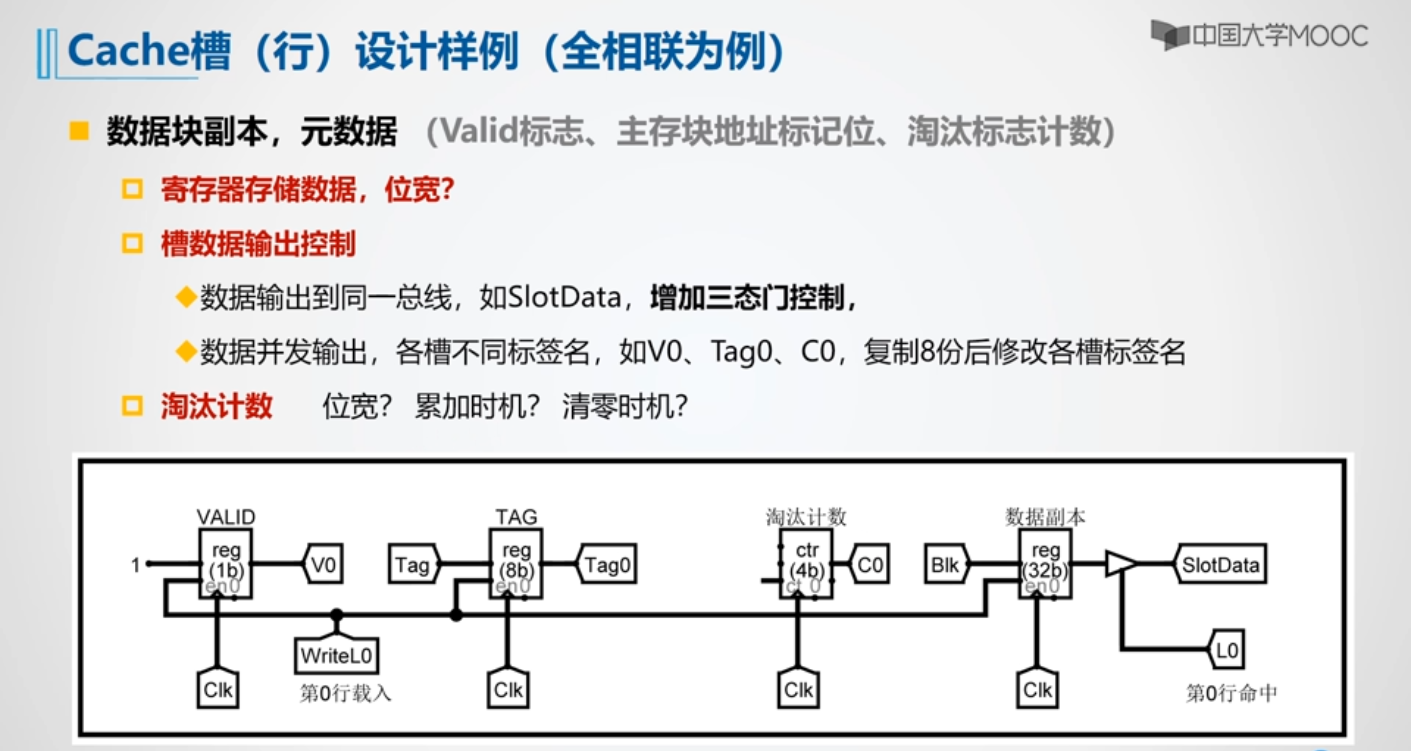 Cache槽（行）设计样例（全相联为例）
中国大学MOOC
数据块副本，元数据 （Valid标志、主存块地址标记位、淘汰标志计数）
寄存器存储数据，位宽？
槽数据输出控制
数据输出到同一总线，如SlotData，增加三态门控制，
数据并发输出，各槽不同标签名，如V0、Tag0、C0，复制8份后修改各槽标签名
淘汰计数 位宽？ 累加时机？ 清零时机？
VALID TAG 淘汰计数 数据副本
reg reg ctr reg
1 (1b) V0 Tag (8b) Tag0 (4b) C0 Blk (32b) SlotData
en 0 en 0 ct 0 en 0
WriteL0 L0
Clk 第0行载入 Clk Clk Clk 第0行命中